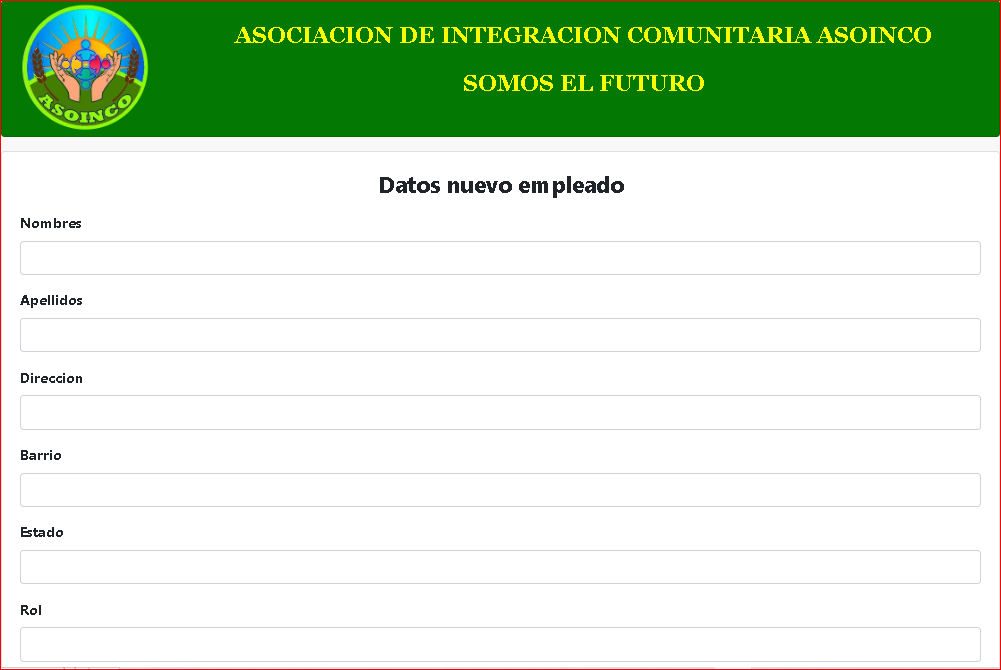 ASOINCO
ASOCIACION DE INTEGRACION COMUNITARIA ASOINCO
SOMOS EL FUTURO
Datos nuevo empleado
Nombres
Apellidos
Direccion
Barrio
Estado
Rol